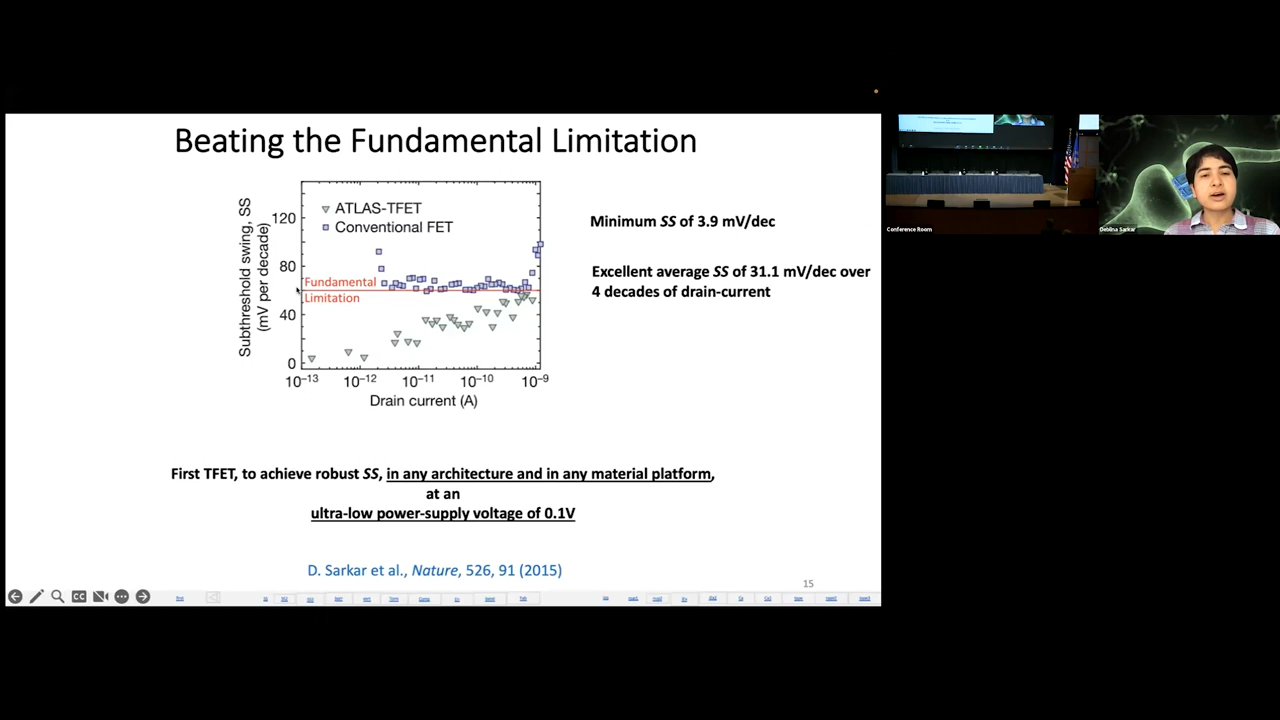 Beating the Fundamental Limitation
ATLAS-TFET
Conventional FET
Subthreshold swing, SS
(mV per decade)
120
80
40
0
Fundamental
Limitation
10⁻¹³
10⁻¹²
10⁻¹¹
10⁻¹⁰
10⁻⁹
Drain current (A)
Minimum SS of 3.9 mV/dec
Excellent average SS of 31.1 mV/dec over
4 decades of drain-current
First TFET, to achieve robust SS, in any architecture and in any material platform,
at an
ultra-low power-supply voltage of 0.1V
D. Sarkar et al., Nature, 526, 91 (2015)
15
Conference Room
Deblina Sarkar